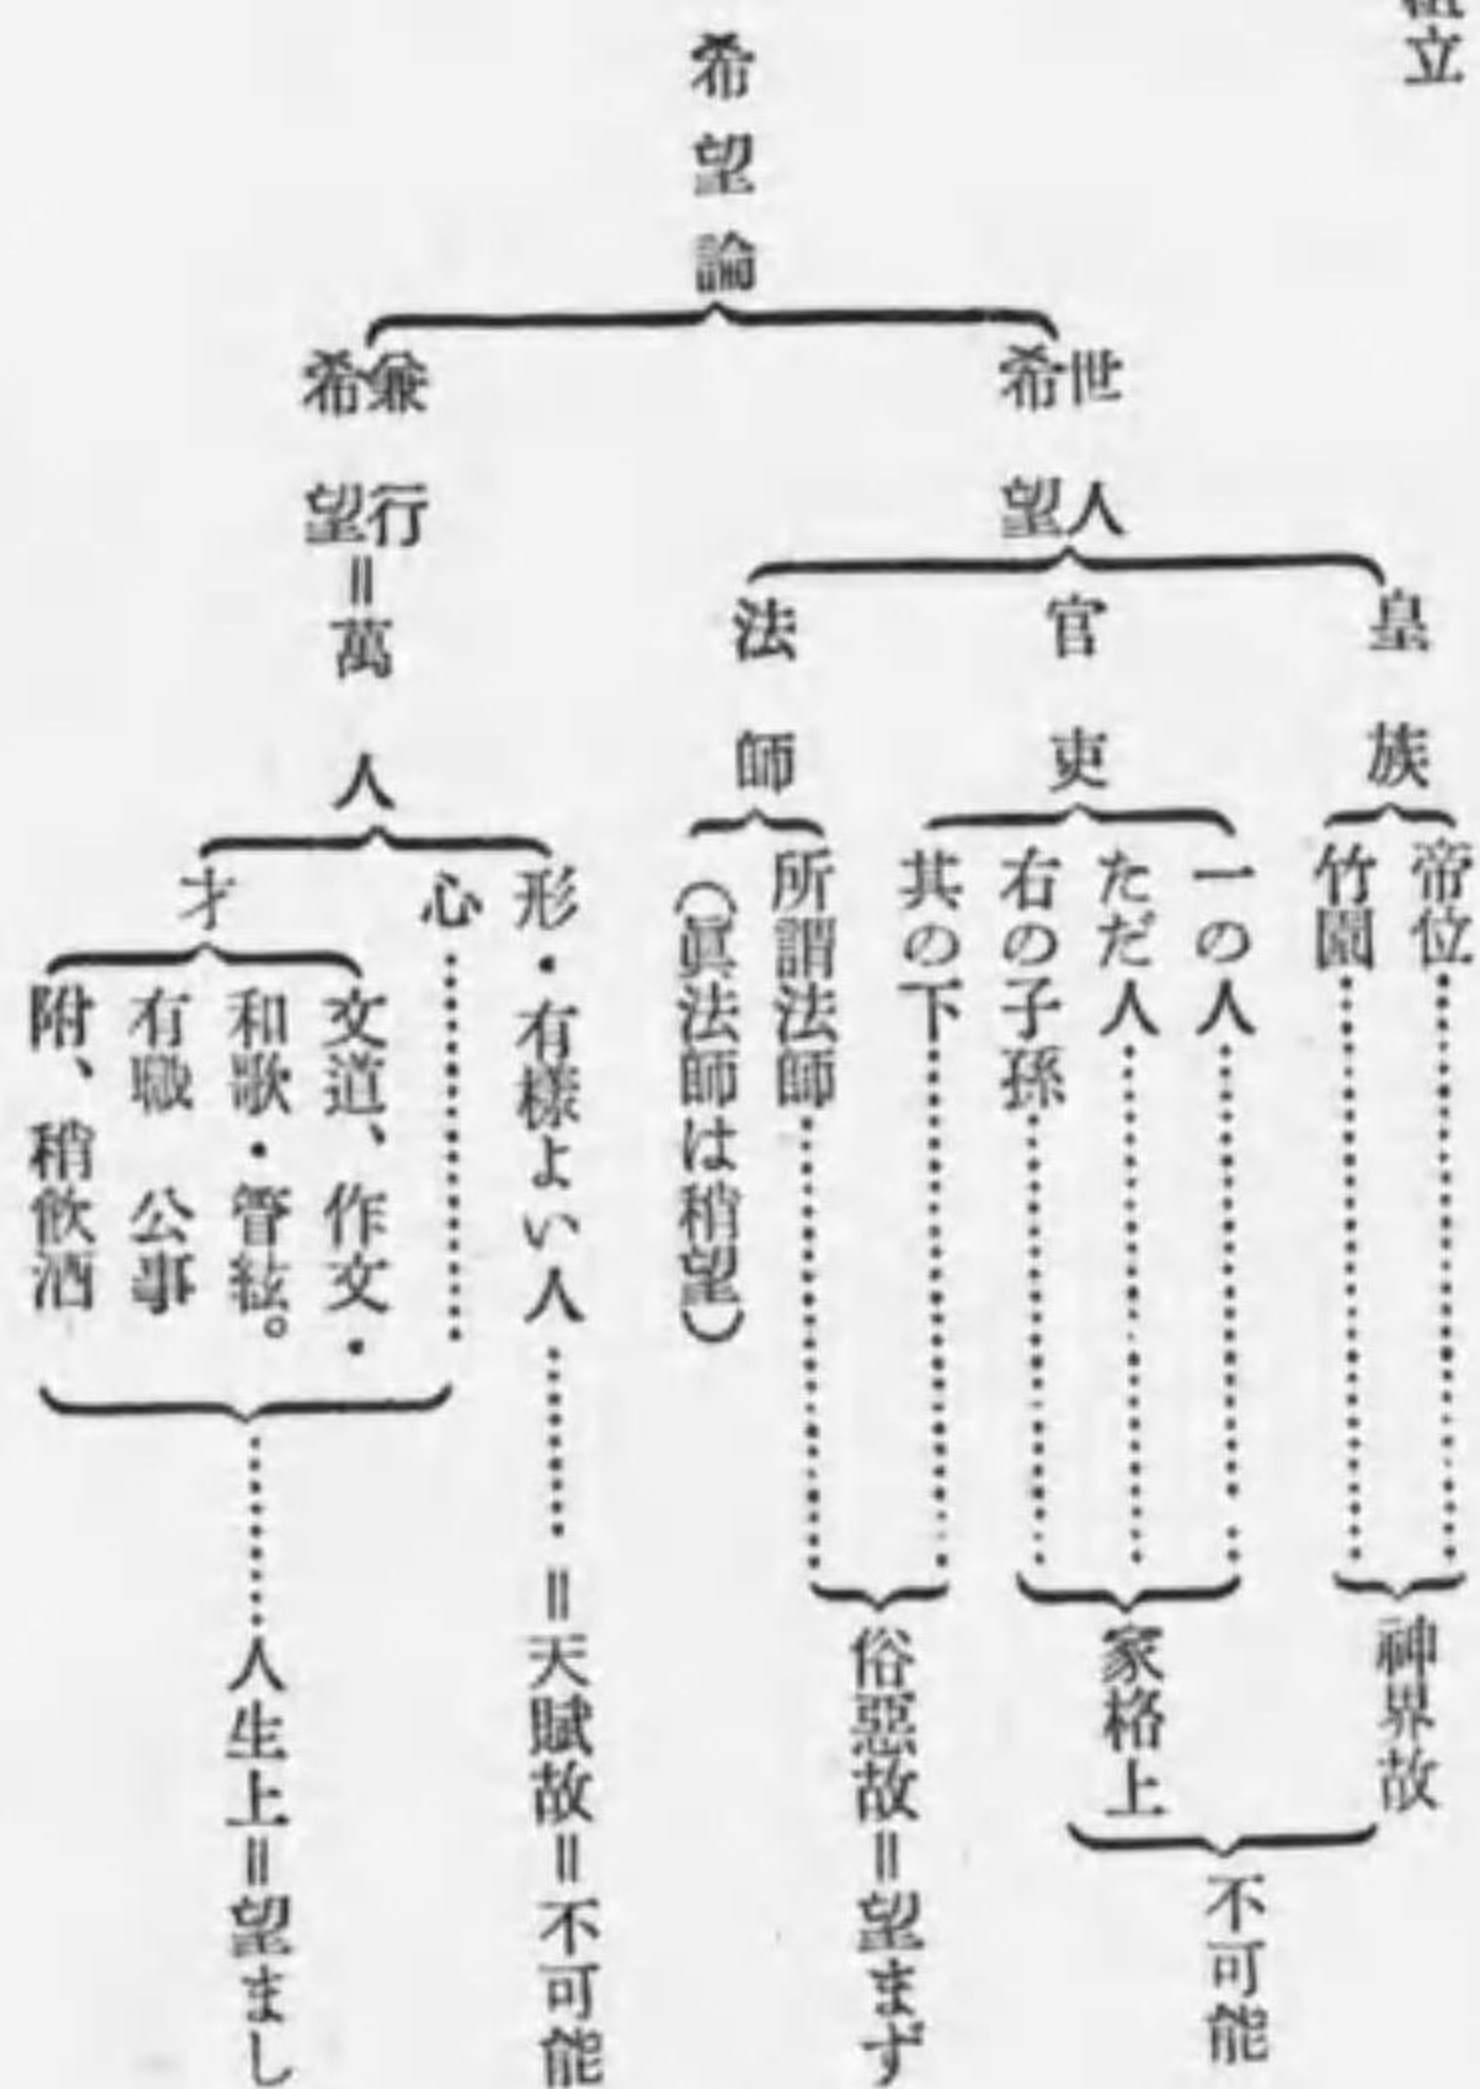 立
希望論
世人
希望
皇族
帝位
竹園
神界故
官吏
一の人
ただ人
右の子孫
家格上
不可能
其の下
法師
所謂法師
(眞法師は稍望)
俗惡故=望まず
兼行
希望
=萬人
形・有樣よい人
=天賦故=不可能
心
才
文道、作文・
和歌・管絃。
有職 公事
附、稍飮酒
人生上=望まし